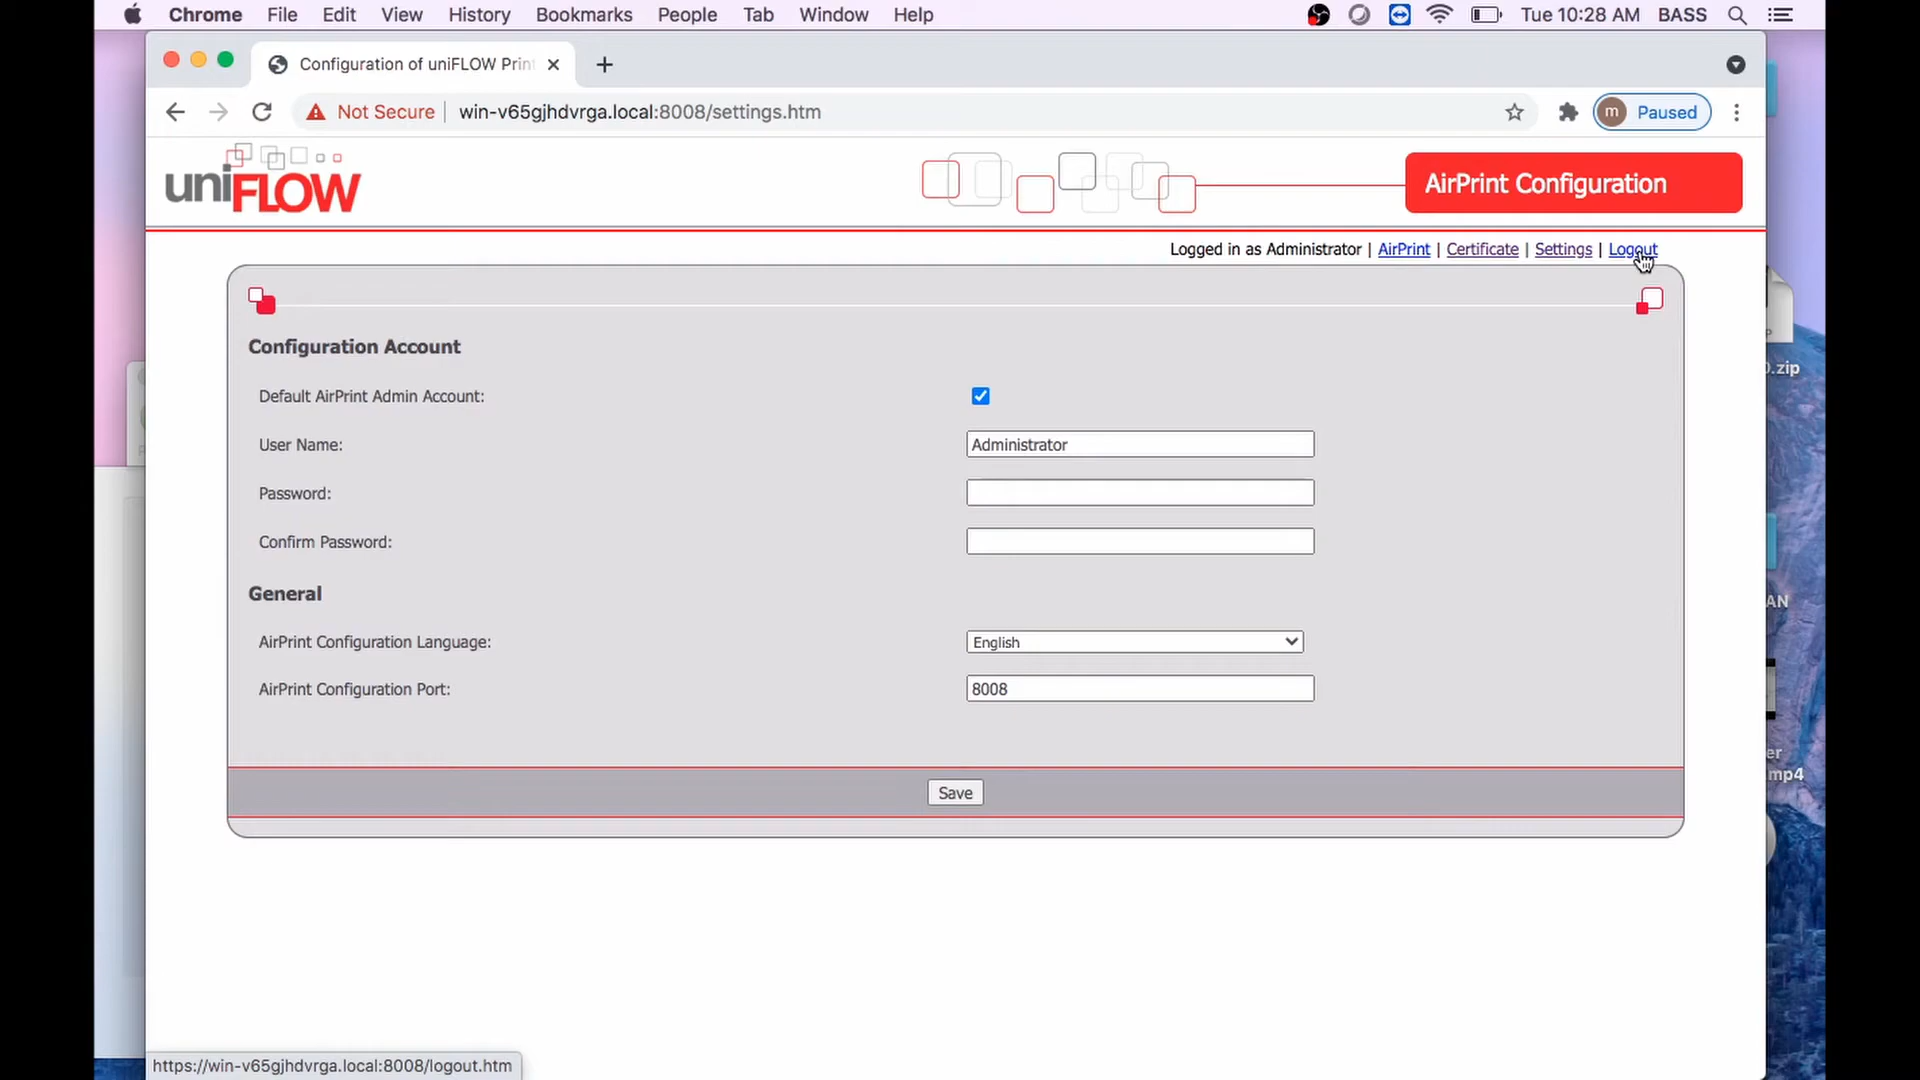 Chrome File Edit View History Bookmarks People Tab Window Help Tue 10:28 AM BASS
Configuration of uniFLOW Prin
Not Secure win-v65gjhdvrga.local:8008/settings.htm m Paused
uniFLOW
AirPrint Configuration
Logged in as Administrator | AirPrint | Certificate | Settings | Logout
Configuration Account
Default AirPrint Admin Account:
User Name: Administrator
Password:
Confirm Password:
General
AirPrint Configuration Language: English
AirPrint Configuration Port: 8008
Save
0.zip
AN
er
mp4
https://win-v65gjhdvrga.local:8008/logout.htm